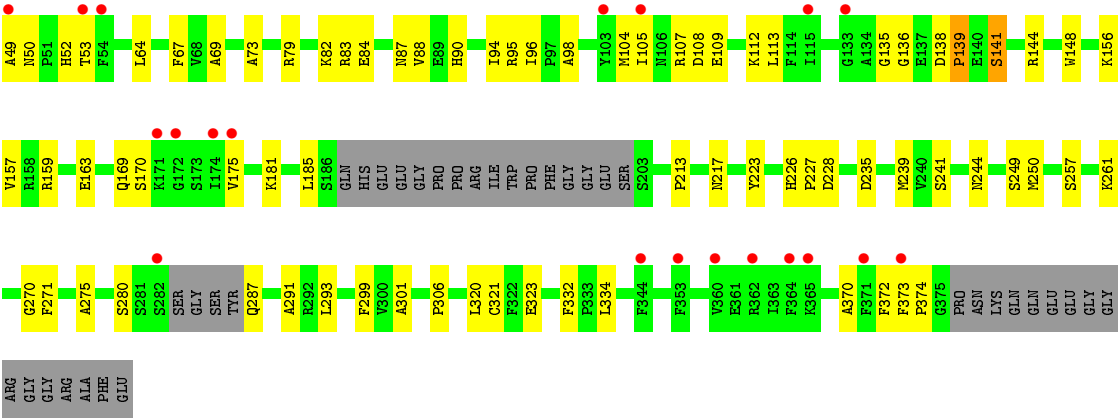 A49 N50 P51 H52 T53 F54 L64 F67 V68 A69 A73 R79 K82 R83 E84 N87 V88 E89 H90 I94 R95 I96 P97 A98 Y103 M104 I105 N106 R107 D108 E109 K112 L113 F114 I115 G133 A134 G135 G136 E137 D138 P139 E140 S141 R144 W148 K156
V157 R158 R159 E163 Q169 S170 K171 G172 S173 I174 V175 K181 L185 S186 GLN HIS GLU GLU GLY PRO PRO ARG ILE TRP PRO PHE GLY GLY GLU SER S203 P213 N217 Y223 H226 P227 D228 D235 M239 V240 S241 N244 S249 M250 S257 K261
G270 F271 A275 S280 S281 S282 SER GLY SER TYR Q287 A291 R292 L293 F299 V300 A301 P306 L320 C321 F322 E323 F332 P333 L334 F344 F353 V360 E361 R362 I363 F364 K365 A370 F371 F372 F373 P374 G375 PRO ASN LYS GLN GLN GLU GLU GLY GLY
ARG GLY GLY ARG ALA PHE GLU